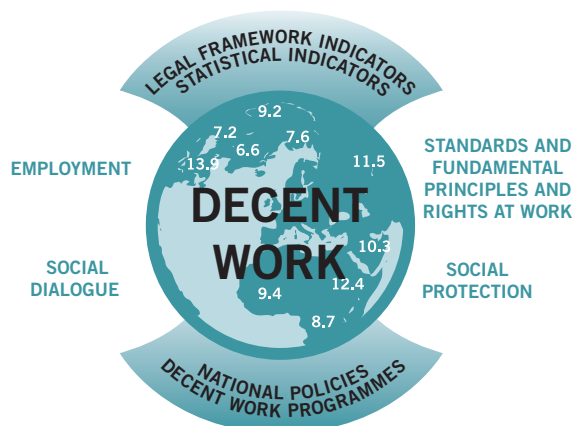 LEGAL FRAMEWORK INDICATORS
STATISTICAL INDICATORS
9.2
7.2
7.6
6.6
13.9
11.5
EMPLOYMENT
STANDARDS AND
FUNDAMENTAL
PRINCIPLES AND
RIGHTS AT WORK
DECENT
WORK
10.3
SOCIAL
DIALOGUE
SOCIAL
PROTECTION
12.4
9.4
8.7
NATIONAL POLICIES
DECENT WORK PROGRAMMES